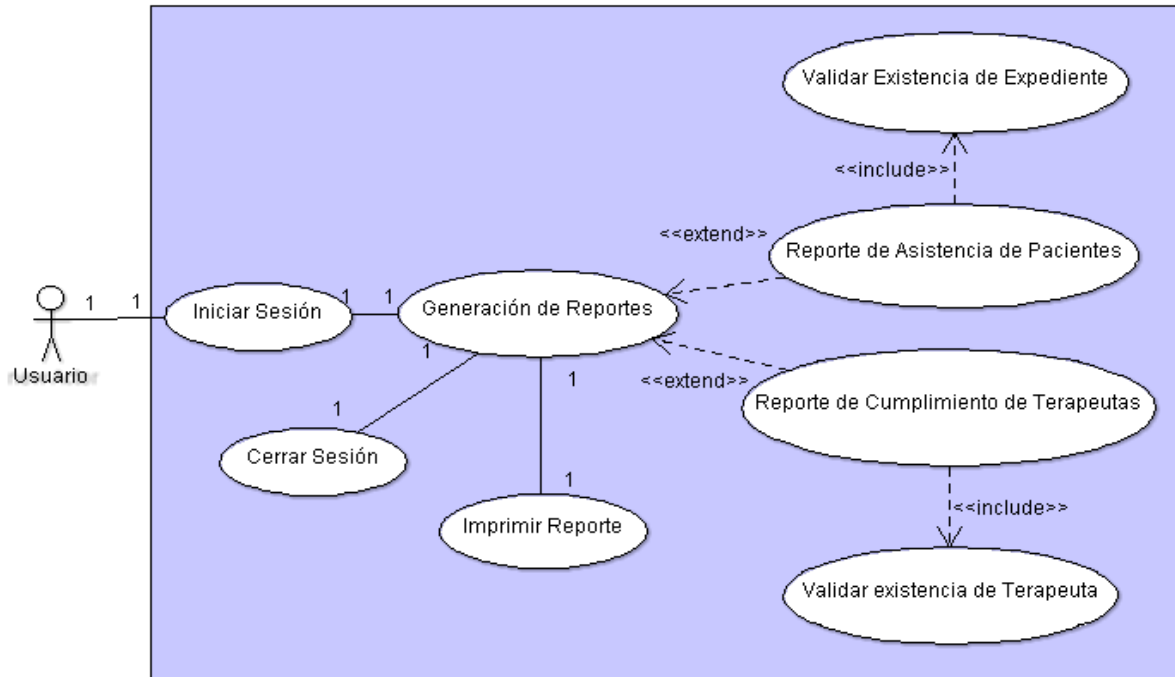 Validar Existencia de Expediente
<<include>>
Reporte de Asistencia de Pacientes
<<extend>>
1
1
Iniciar Sesión
1
1
Generación de Reportes
Usuario
<<extend>>
Reporte de Cumplimiento de Terapeutas
1
1
1
Cerrar Sesión
1
Imprimir Reporte
<<include>>
Validar existencia de Terapeuta